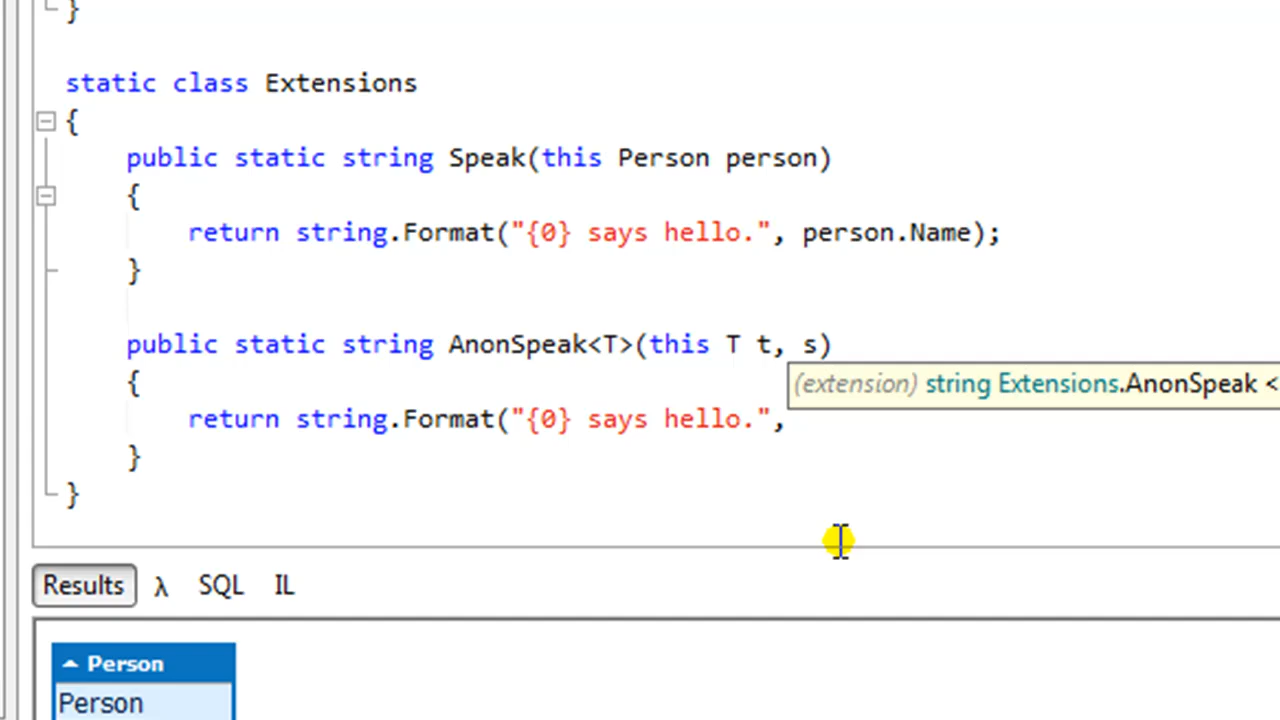 }
static class Extensions
{
    public static string Speak(this Person person)
    {
        return string.Format("{0} says hello.", person.Name);
    }
    public static string AnonSpeak<T>(this T t, s)
    {
(extension) string Extensions.AnonSpeak <
        return string.Format("{0} says hello.",
    }
}
Results λ SQL IL
Person
Person